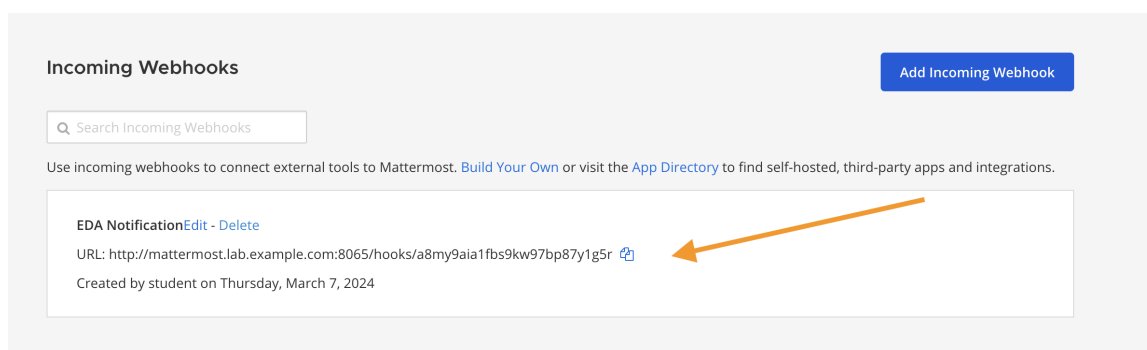 Incoming Webhooks
Add Incoming Webhook
Search Incoming Webhooks
Use incoming webhooks to connect external tools to Mattermost. Build Your Own or visit the App Directory to find self-hosted, third-party apps and integrations.
EDA NotificationEdit - Delete
URL: http://mattermost.lab.example.com:8065/hooks/a8my9aia1fbs9kw97bp87y1g5r
Created by student on Thursday, March 7, 2024